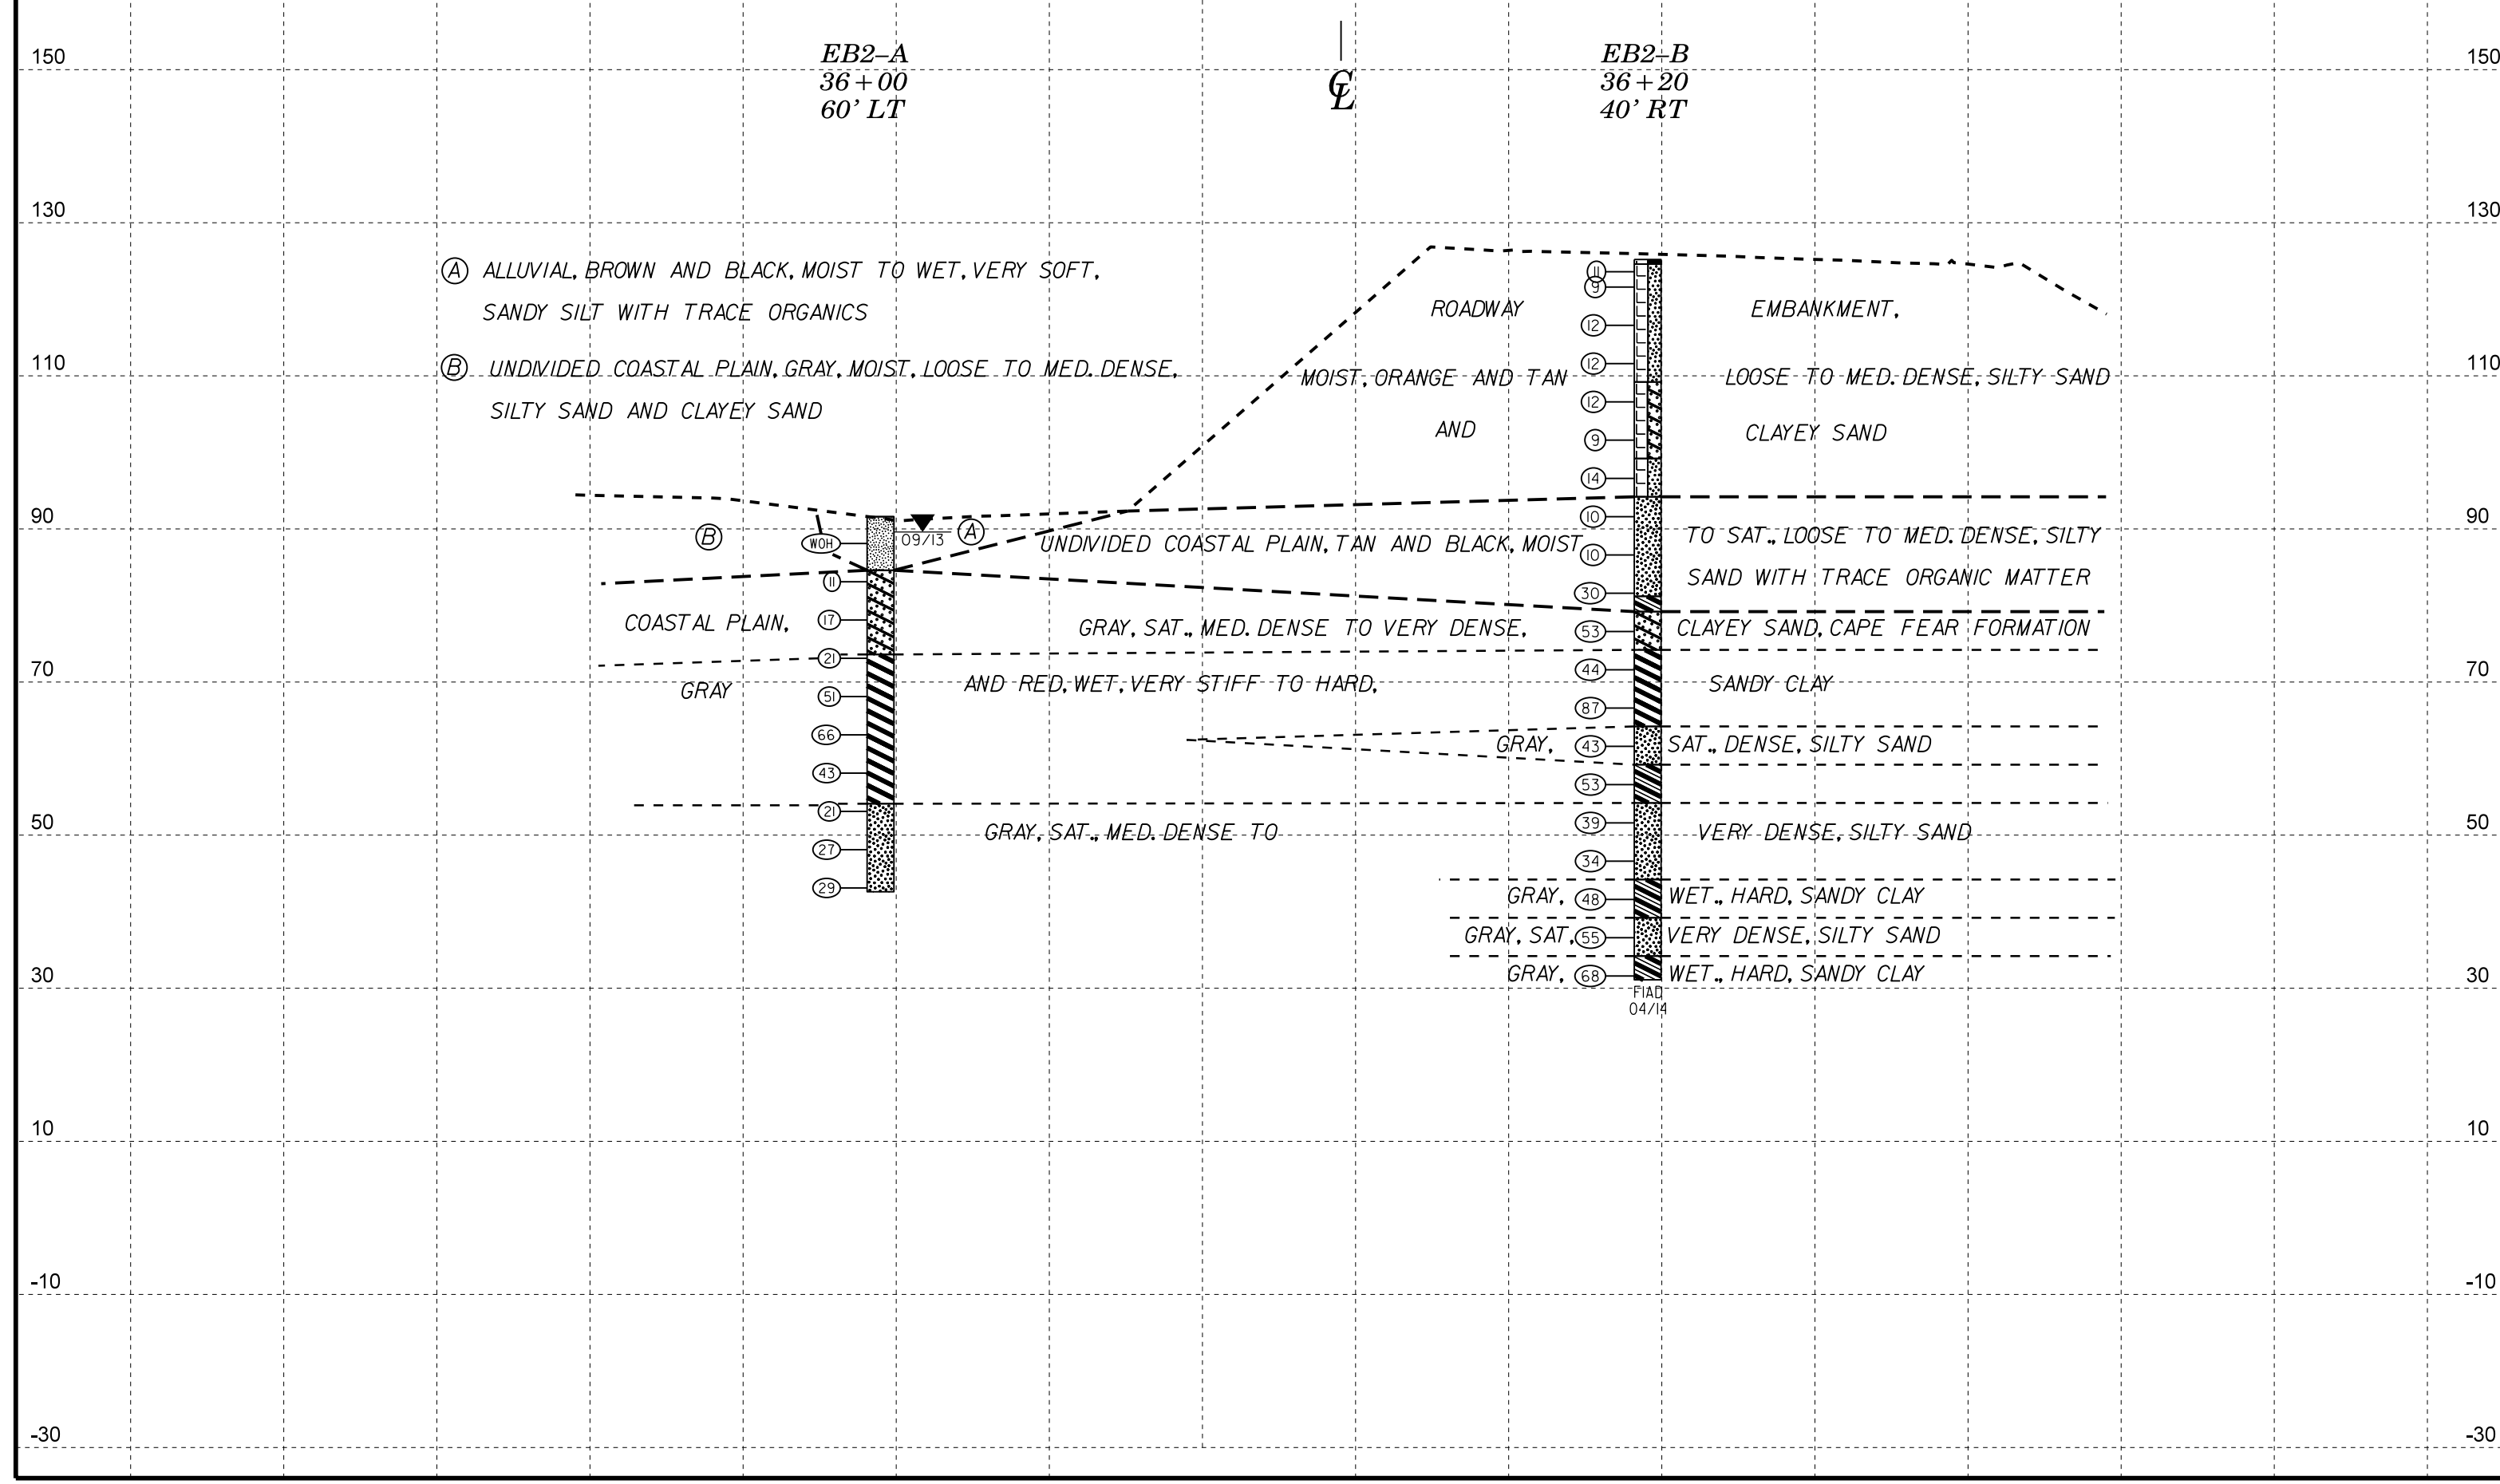 EB2–A
36+00
60' LT
℄
EB2–B
36+20
40' RT
150 150
130 130
Ⓐ ALLUVIAL, BROWN AND BLACK, MOIST TO WET, VERY SOFT,
SANDY SILT WITH TRACE ORGANICS
Ⓑ UNDIVIDED COASTAL PLAIN, GRAY, MOIST, LOOSE TO MED. DENSE,
SILTY SAND AND CLAYEY SAND
11
9
ROADWAY EMBANKMENT,
12
110 12 110
MOIST, ORANGE AND TAN LOOSE TO MED. DENSE, SILTY SAND
12
AND CLAYEY SAND
9
14
90 10 90
Ⓑ WOH 09/13 Ⓐ
UNDIVIDED COASTAL PLAIN, TAN AND BLACK, MOIST TO SAT., LOOSE TO MED. DENSE, SILTY
10
11 SAND WITH TRACE ORGANIC MATTER
30
COASTAL PLAIN, 17 GRAY, SAT., MED. DENSE TO VERY DENSE, 53 CLAYEY SAND, CAPE FEAR FORMATION
21
70 44 70
GRAY 51 AND RED, WET, VERY STIFF TO HARD, SANDY CLAY
87
66
GRAY, 43 SAT., DENSE, SILTY SAND
43
53
21
50 39 50
GRAY, SAT., MED. DENSE TO VERY DENSE, SILTY SAND
27
34
29
GRAY, 48 WET., HARD, SANDY CLAY
GRAY, SAT, 55 VERY DENSE, SILTY SAND
30 GRAY, 68 WET., HARD, SANDY CLAY 30
FIAD
04/14
10 10
-10 -10
-30 -30